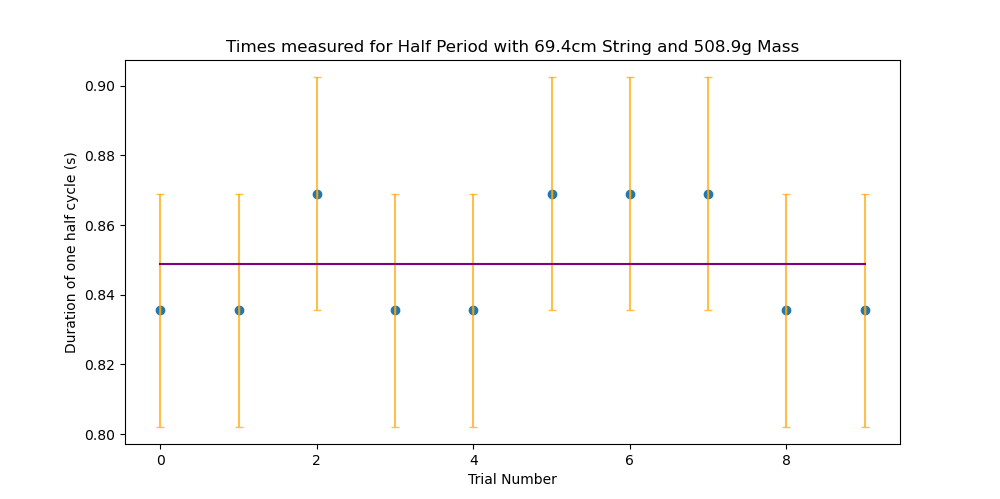 Times measured for Half Period with 69.4cm String and 508.9g Mass
Duration of one half cycle (s)
0.90
0.88
0.86
0.84
0.82
0.80
0 2 4 6 8
Trial Number